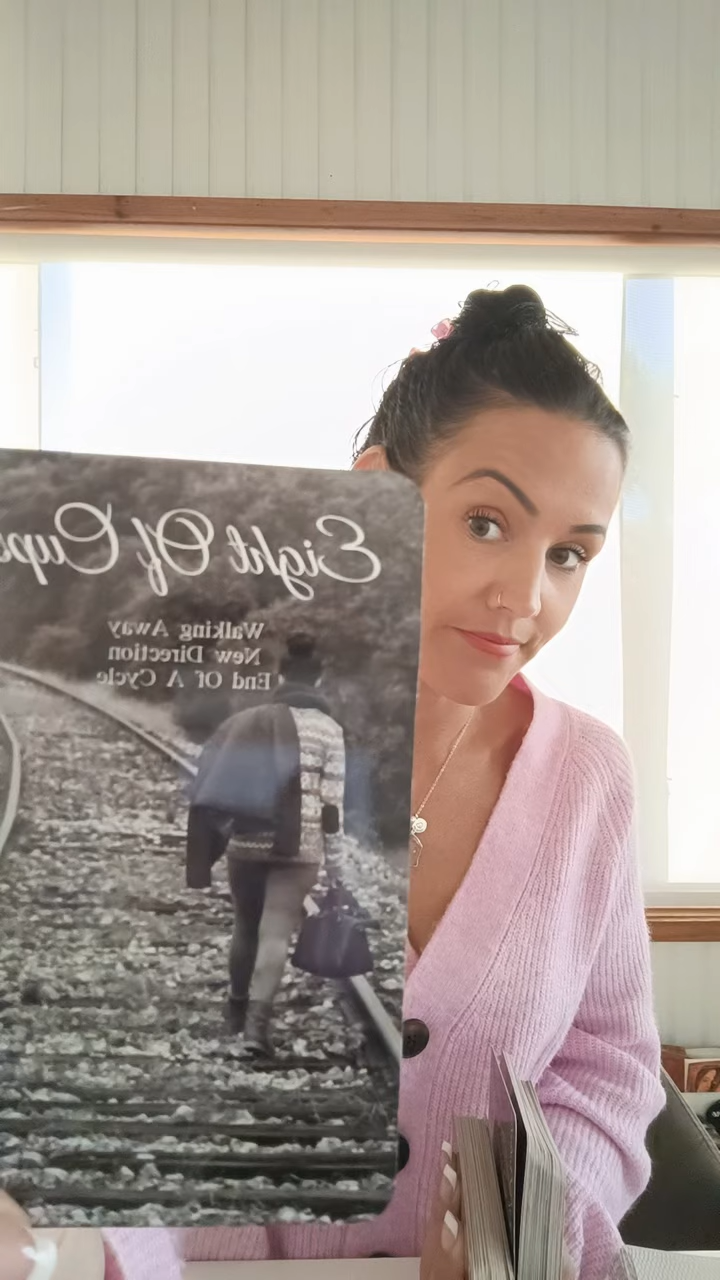 Eight Of Cups
Walking Away
New Direction
End Of A Cycle